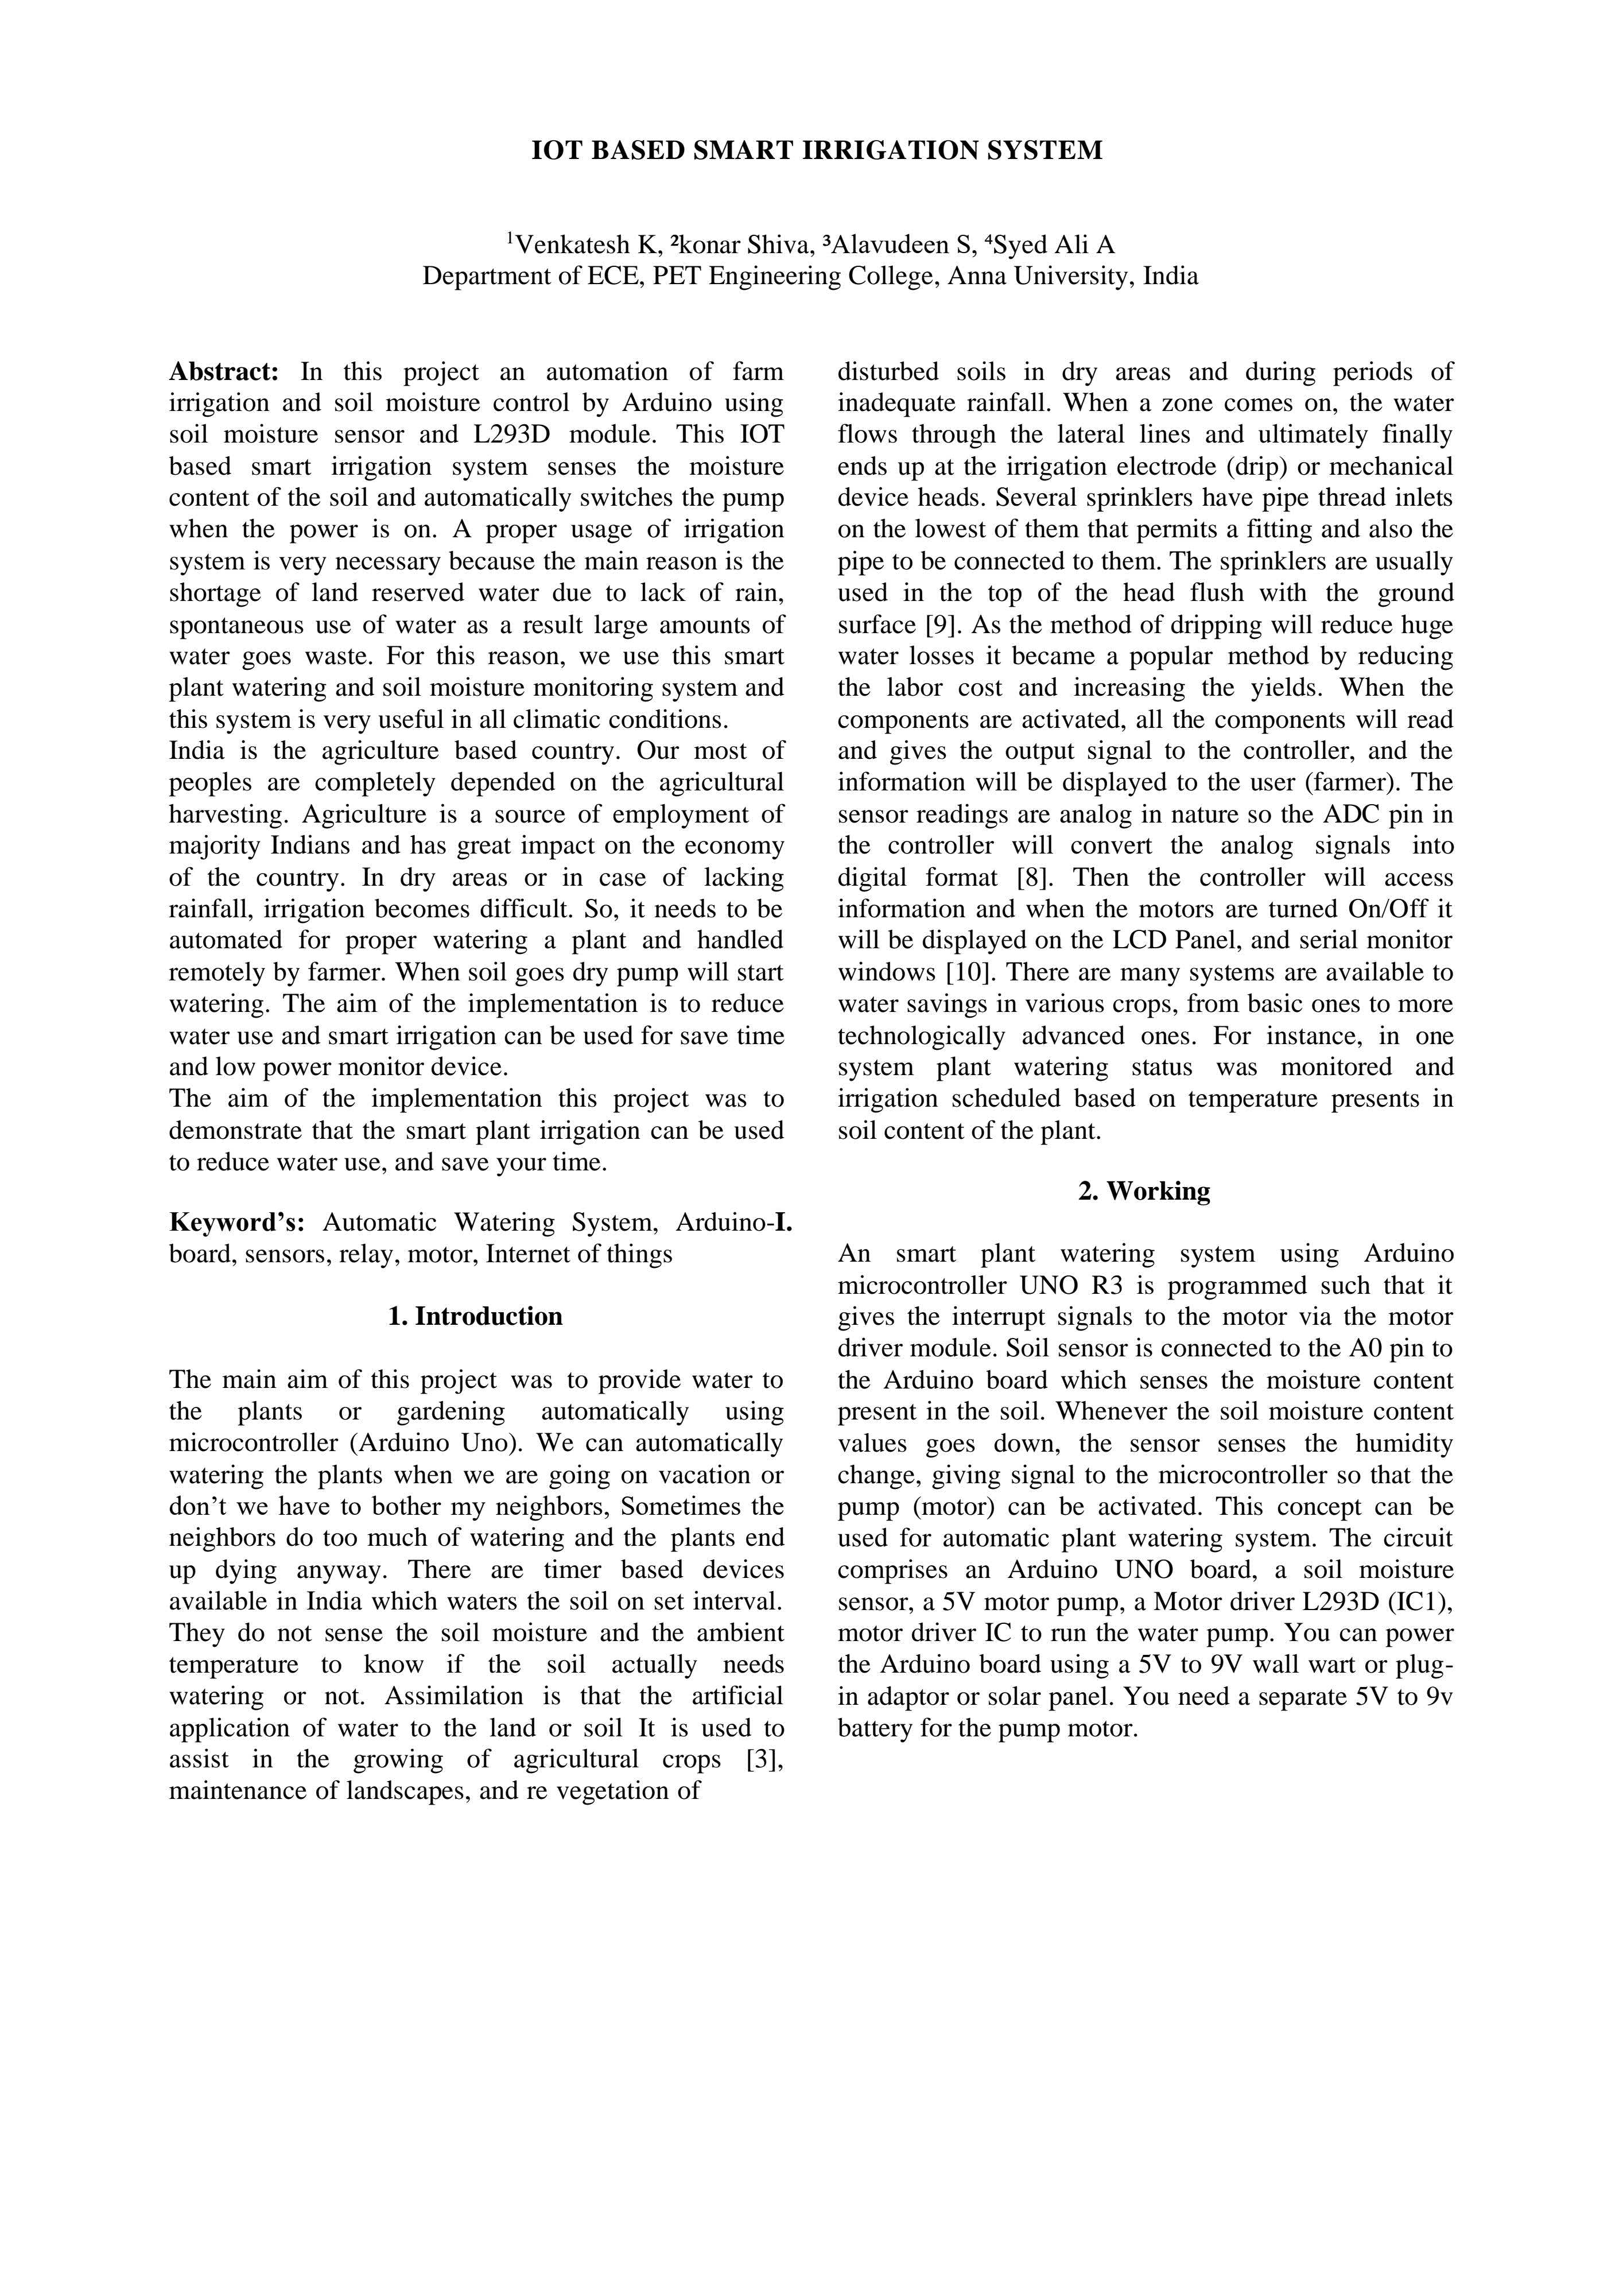 IOT BASED SMART IRRIGATION SYSTEM
¹Venkatesh K, ²konar Shiva, ³Alavudeen S, ⁴Syed Ali A
Department of ECE, PET Engineering College, Anna University, India
Abstract: In this project an automation of farm
irrigation and soil moisture control by Arduino using
soil moisture sensor and L293D module. This IOT
based smart irrigation system senses the moisture
content of the soil and automatically switches the pump
when the power is on. A proper usage of irrigation
system is very necessary because the main reason is the
shortage of land reserved water due to lack of rain,
spontaneous use of water as a result large amounts of
water goes waste. For this reason, we use this smart
plant watering and soil moisture monitoring system and
this system is very useful in all climatic conditions.
India is the agriculture based country. Our most of
peoples are completely depended on the agricultural
harvesting. Agriculture is a source of employment of
majority Indians and has great impact on the economy
of the country. In dry areas or in case of lacking
rainfall, irrigation becomes difficult. So, it needs to be
automated for proper watering a plant and handled
remotely by farmer. When soil goes dry pump will start
watering. The aim of the implementation is to reduce
water use and smart irrigation can be used for save time
and low power monitor device.
The aim of the implementation this project was to
demonstrate that the smart plant irrigation can be used
to reduce water use, and save your time.
Keyword’s: Automatic Watering System, Arduino-I.
board, sensors, relay, motor, Internet of things
1. Introduction
The main aim of this project was to provide water to
the plants or gardening automatically using
microcontroller (Arduino Uno). We can automatically
watering the plants when we are going on vacation or
don’t we have to bother my neighbors, Sometimes the
neighbors do too much of watering and the plants end
up dying anyway. There are timer based devices
available in India which waters the soil on set interval.
They do not sense the soil moisture and the ambient
temperature to know if the soil actually needs
watering or not. Assimilation is that the artificial
application of water to the land or soil It is used to
assist in the growing of agricultural crops [3],
maintenance of landscapes, and re vegetation of
disturbed soils in dry areas and during periods of
inadequate rainfall. When a zone comes on, the water
flows through the lateral lines and ultimately finally
ends up at the irrigation electrode (drip) or mechanical
device heads. Several sprinklers have pipe thread inlets
on the lowest of them that permits a fitting and also the
pipe to be connected to them. The sprinklers are usually
used in the top of the head flush with the ground
surface [9]. As the method of dripping will reduce huge
water losses it became a popular method by reducing
the labor cost and increasing the yields. When the
components are activated, all the components will read
and gives the output signal to the controller, and the
information will be displayed to the user (farmer). The
sensor readings are analog in nature so the ADC pin in
the controller will convert the analog signals into
digital format [8]. Then the controller will access
information and when the motors are turned On/Off it
will be displayed on the LCD Panel, and serial monitor
windows [10]. There are many systems are available to
water savings in various crops, from basic ones to more
technologically advanced ones. For instance, in one
system plant watering status was monitored and
irrigation scheduled based on temperature presents in
soil content of the plant.
2. Working
An smart plant watering system using Arduino
microcontroller UNO R3 is programmed such that it
gives the interrupt signals to the motor via the motor
driver module. Soil sensor is connected to the A0 pin to
the Arduino board which senses the moisture content
present in the soil. Whenever the soil moisture content
values goes down, the sensor senses the humidity
change, giving signal to the microcontroller so that the
pump (motor) can be activated. This concept can be
used for automatic plant watering system. The circuit
comprises an Arduino UNO board, a soil moisture
sensor, a 5V motor pump, a Motor driver L293D (IC1),
motor driver IC to run the water pump. You can power
the Arduino board using a 5V to 9V wall wart or plug-
in adaptor or solar panel. You need a separate 5V to 9v
battery for the pump motor.